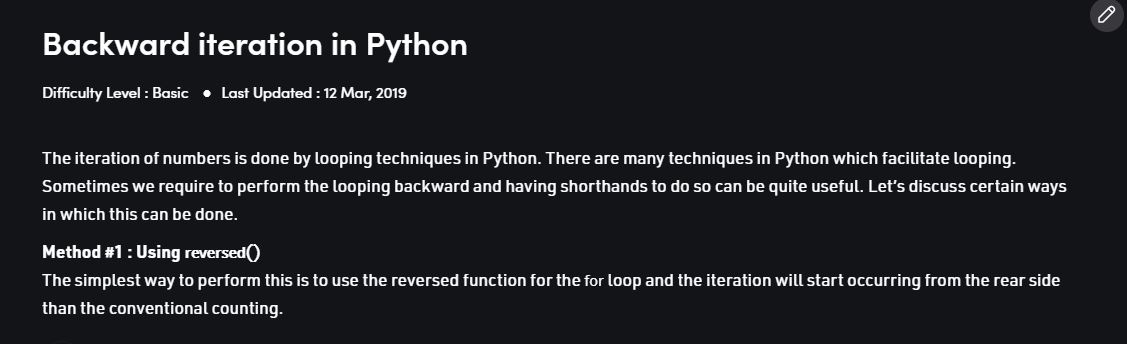 Backward iteration in Python
Difficulty Level : Basic ● Last Updated : 12 Mar, 2019
The iteration of numbers is done by looping techniques in Python. There are many techniques in Python which facilitate looping.
Sometimes we require to perform the looping backward and having shorthands to do so can be quite useful. Let’s discuss certain ways
in which this can be done.
Method #1 : Using reversed()
The simplest way to perform this is to use the reversed function for the for loop and the iteration will start occurring from the rear side
than the conventional counting.